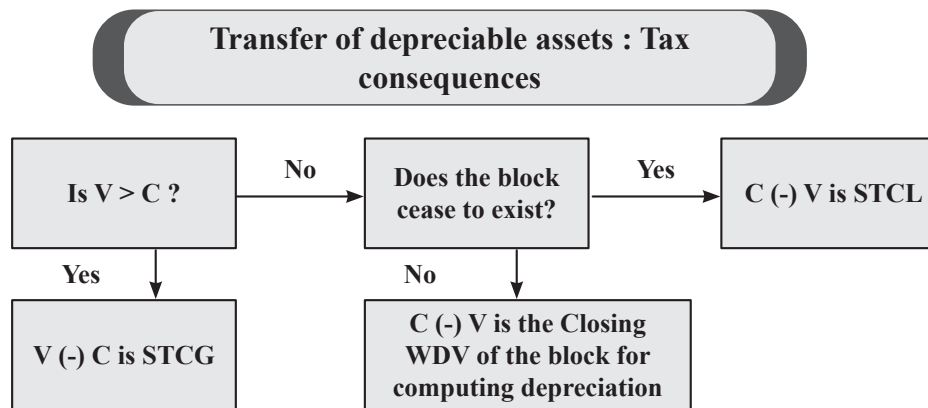 Transfer of depreciable assets : Tax
consequences
Is V > C ?
No
Does the block
cease to exist?
Yes
C (-) V is STCL
Yes
No
V (-) C is STCG
C (-) V is the Closing
WDV of the block for
computing depreciation